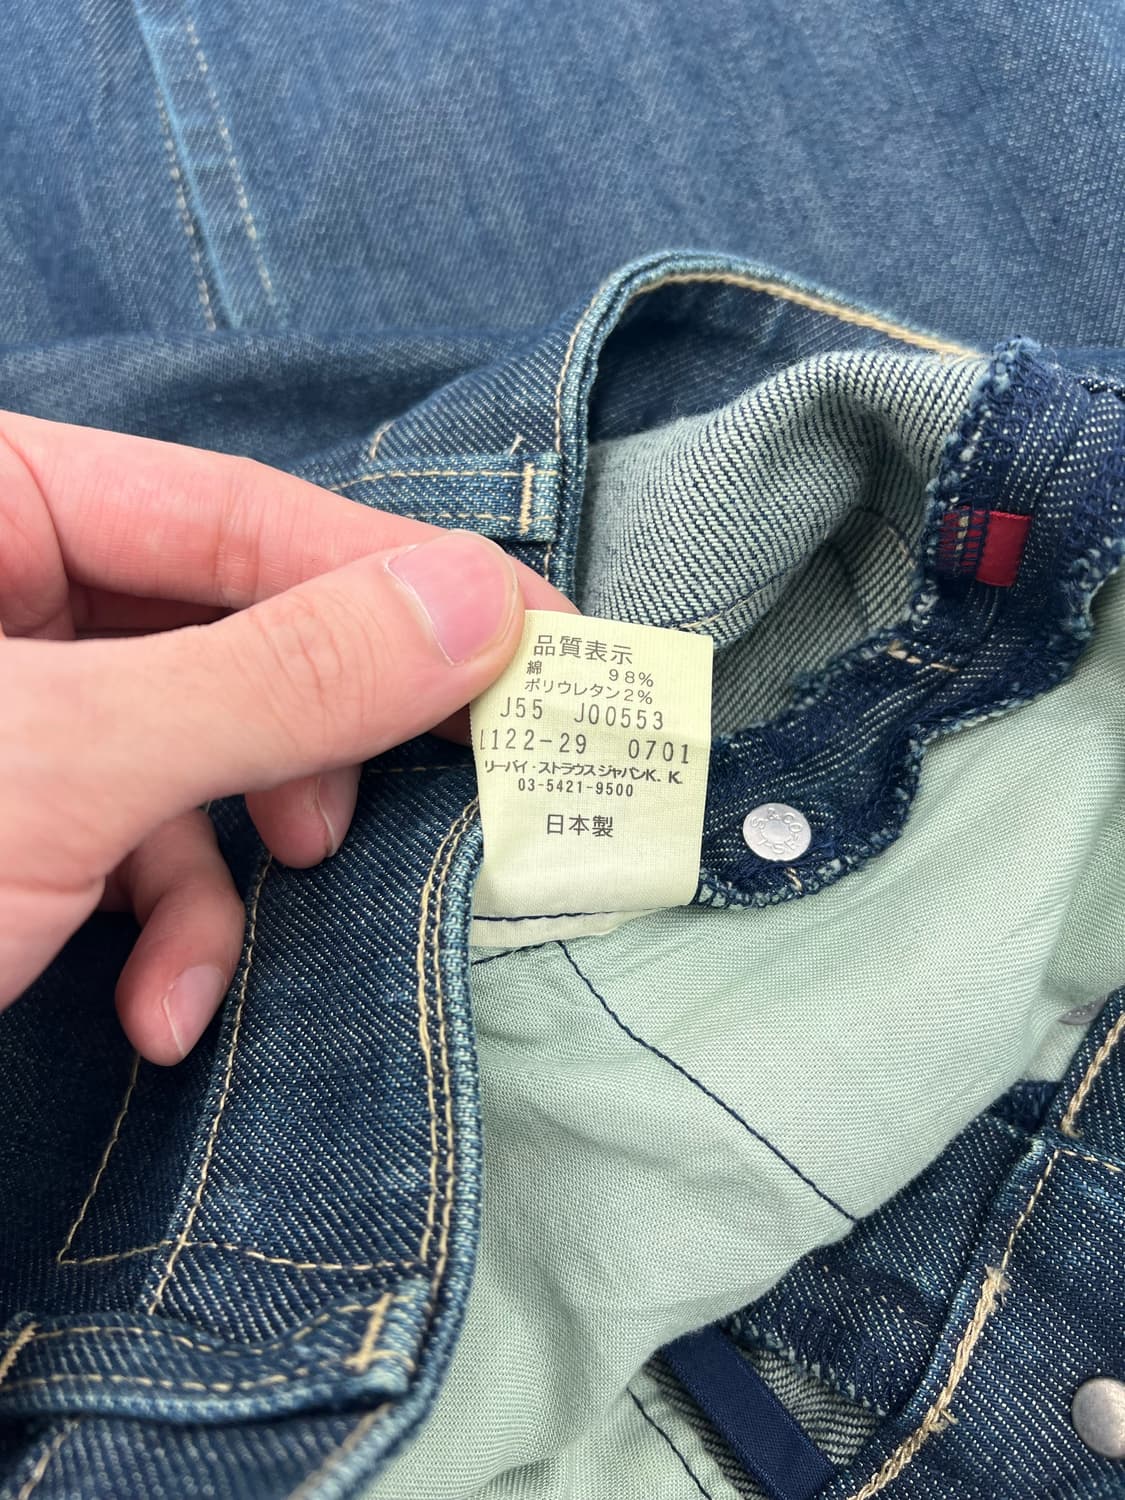 品質表示
綿 98%
ポリウレタン2%
J55 J00553
L122-29 0701
リーバイ・ストラウスジャパンK.K.
03-5421-9500
日本製